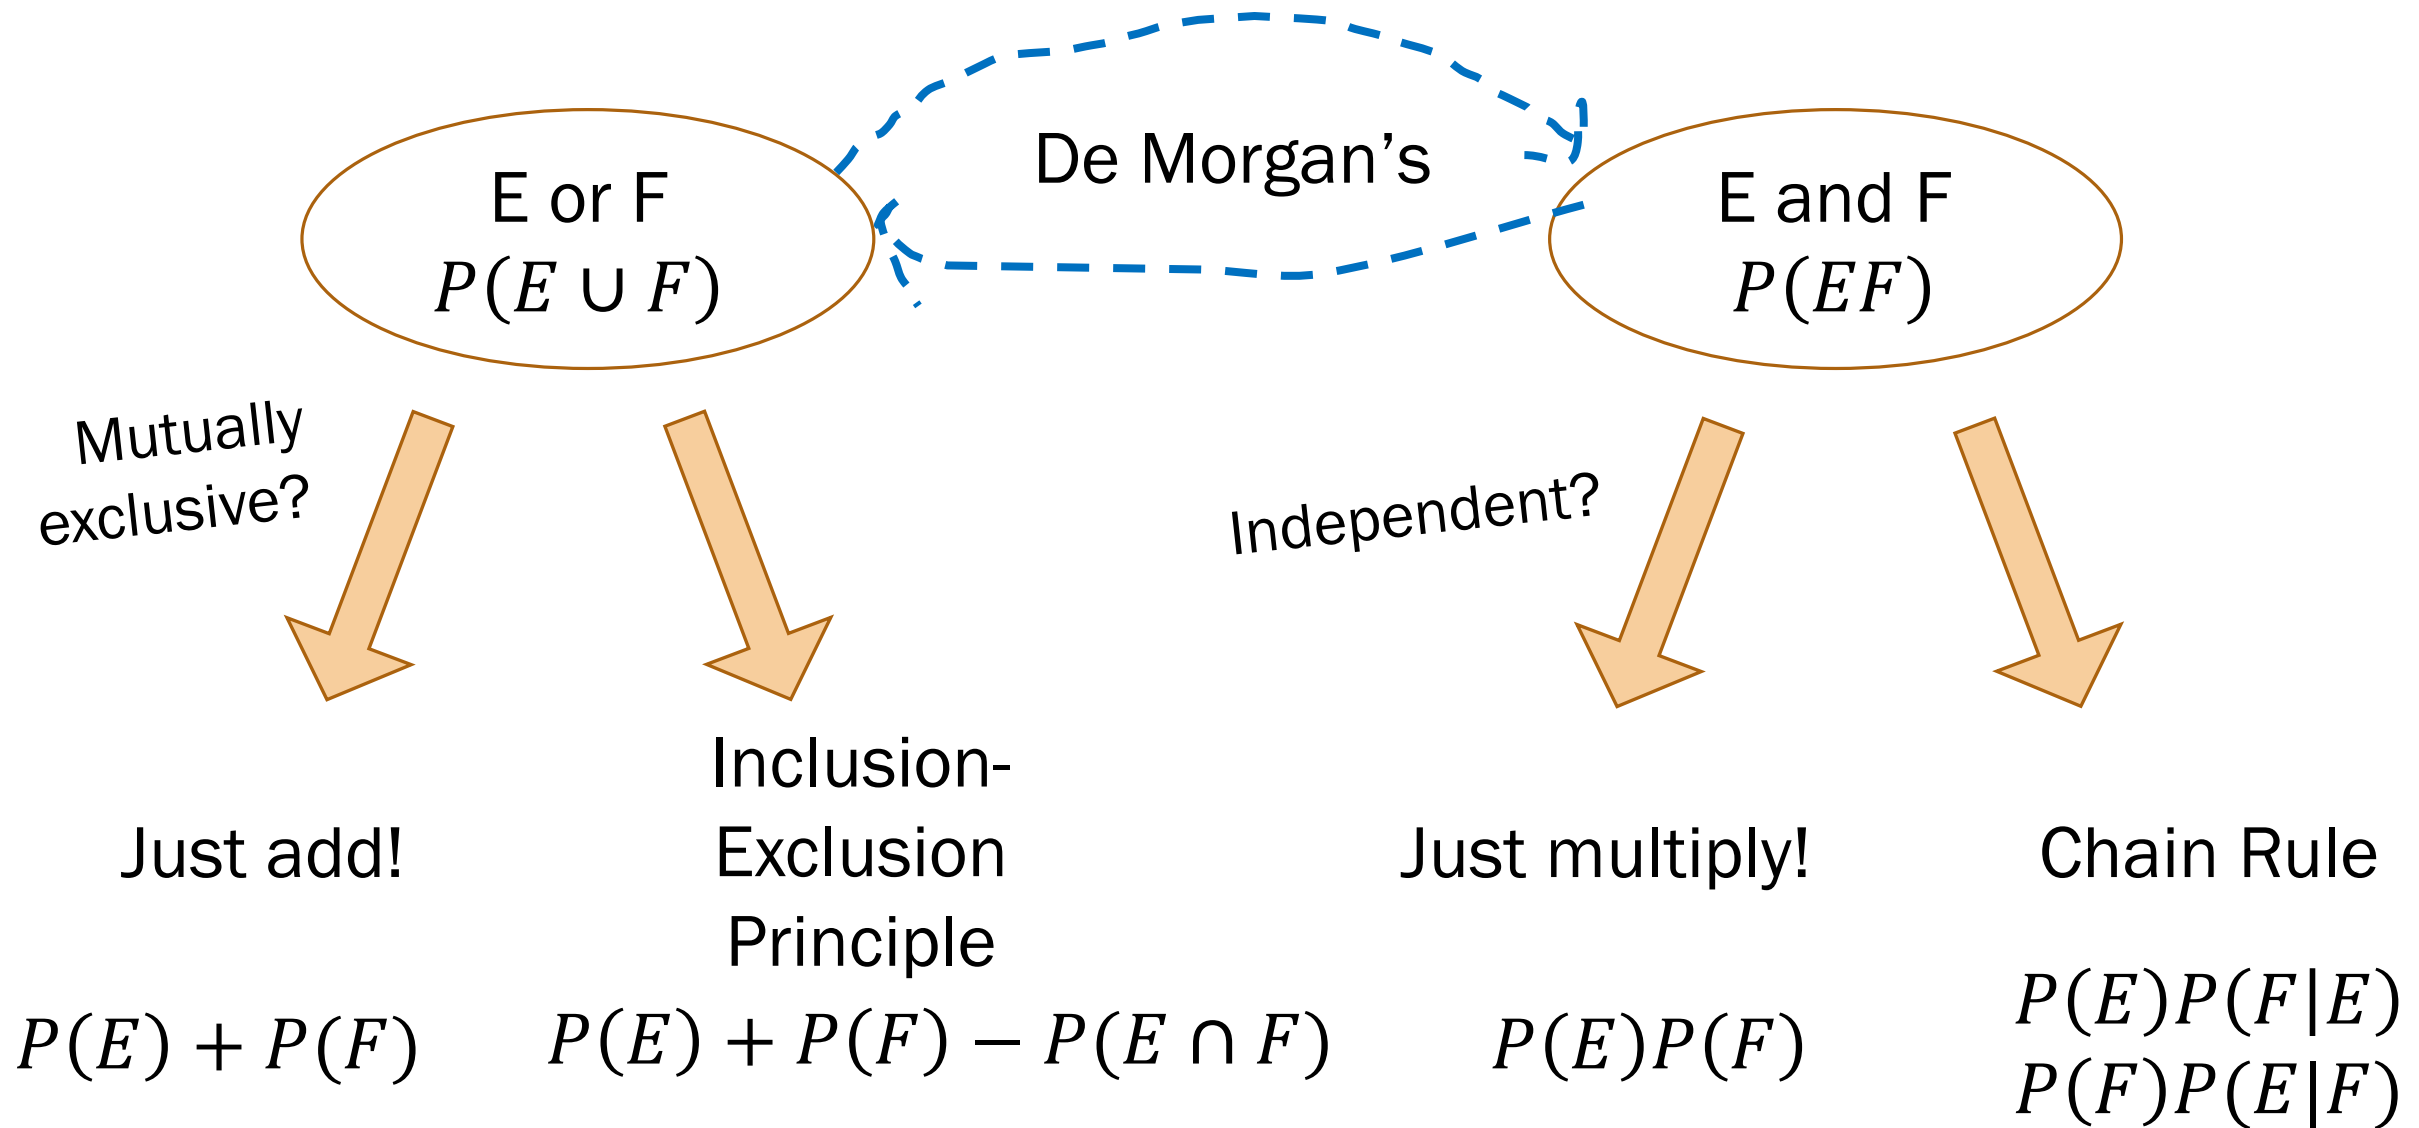 De Morgan’s
E or F
P(E ∪ F)
E and F
P(EF)
Mutually
exclusive?
Independent?
Just add!
P(E) + P(F)
Inclusion-
Exclusion
Principle
P(E) + P(F) − P(E ∩ F)
Just multiply!
P(E)P(F)
Chain Rule
P(E)P(F|E)
P(F)P(E|F)